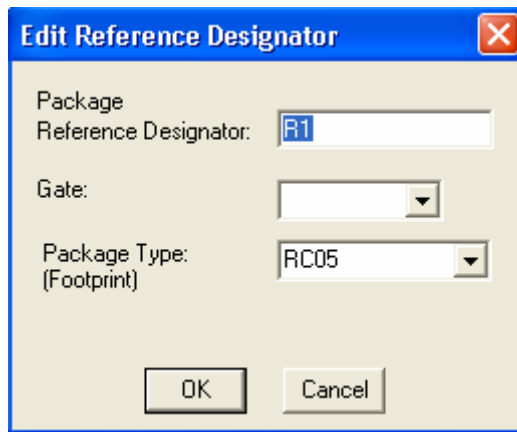 Edit Reference Designator
Package
Reference Designator: R1
Gate:
Package Type: RC05
(Footprint)
OK Cancel